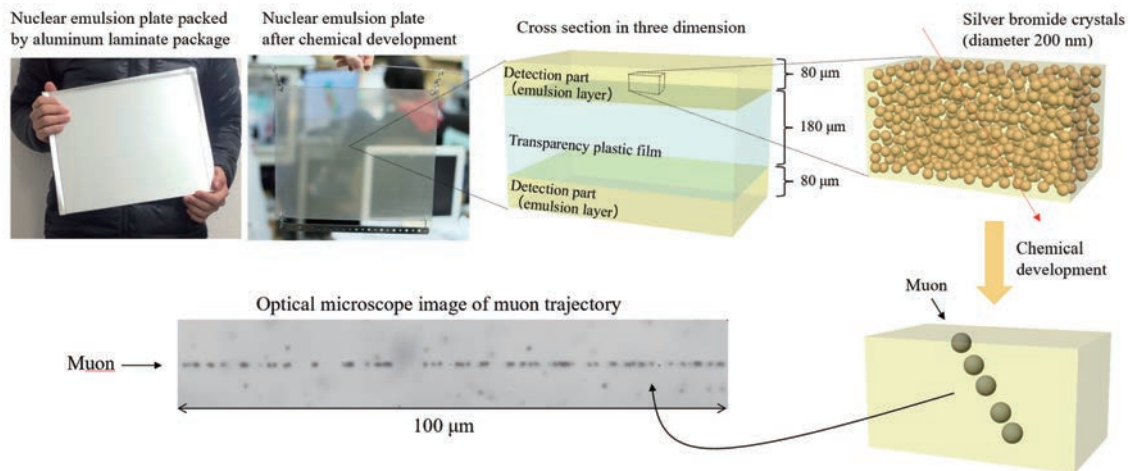 Nuclear emulsion plate packed
by aluminum laminate package
Nuclear emulsion plate
after chemical development
Cross section in three dimension
Detection part
(emulsion layer)
80 μm
Transparency plastic film
180 μm
Detection part
(emulsion layer)
80 μm
Silver bromide crystals
(diameter 200 nm)
Chemical
development
Muon
Optical microscope image of muon trajectory
Muon
100 μm